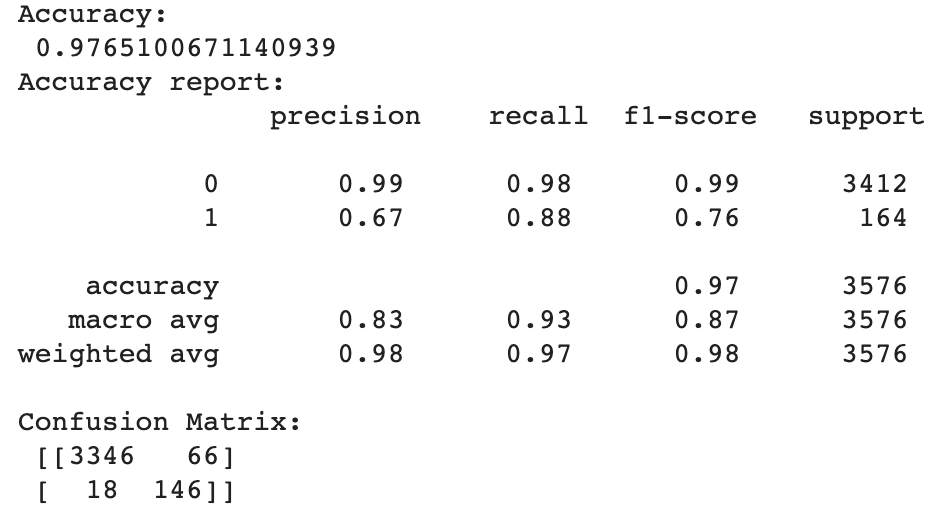 Accuracy:
0.9765100671140939
Accuracy report:
precision recall f1-score support
0 0.99 0.98 0.99 3412
1 0.67 0.88 0.76 164
accuracy 0.97 3576
macro avg 0.83 0.93 0.87 3576
weighted avg 0.98 0.97 0.98 3576
Confusion Matrix:
[[3346 66]
[ 18 146]]